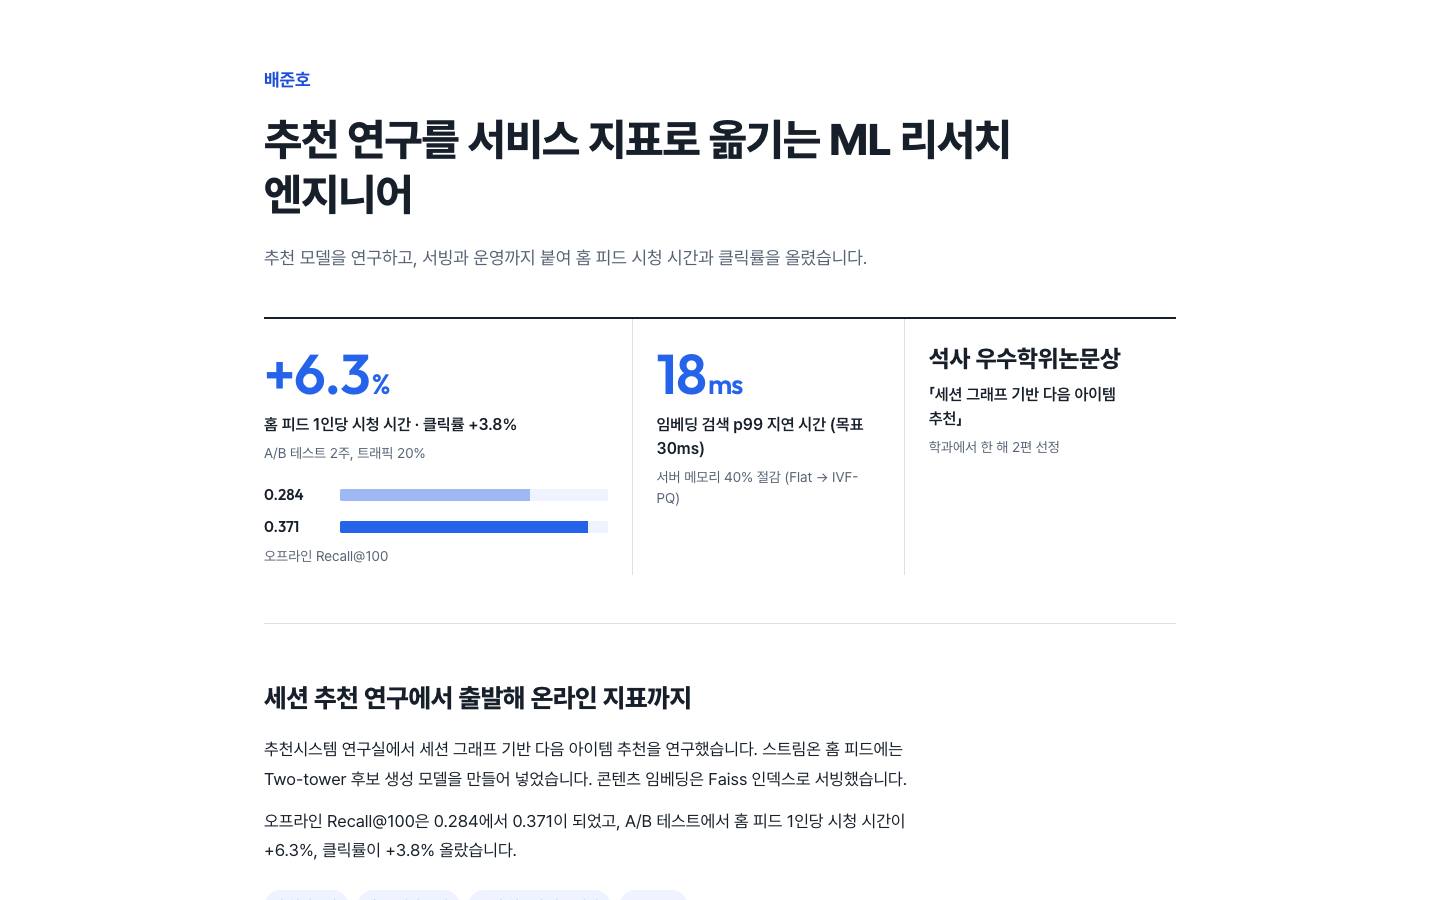 배준호
추천 연구를 서비스 지표로 옮기는 ML 리서치
엔지니어
추천 모델을 연구하고, 서빙과 운영까지 붙여 홈 피드 시청 시간과 클릭률을 올렸습니다.
+6.3%
홈 피드 1인당 시청 시간 · 클릭률 +3.8%
A/B 테스트 2주, 트래픽 20%
0.284
0.371
오프라인 Recall@100
18ms
임베딩 검색 p99 지연 시간 (목표
30ms)
서버 메모리 40% 절감 (Flat → IVF-
PQ)
석사 우수학위논문상
「세션 그래프 기반 다음 아이템
추천」
학과에서 한 해 2편 선정
세션 추천 연구에서 출발해 온라인 지표까지
추천시스템 연구실에서 세션 그래프 기반 다음 아이템 추천을 연구했습니다. 스트림온 홈 피드에는
Two-tower 후보 생성 모델을 만들어 넣었습니다. 콘텐츠 임베딩은 Faiss 인덱스로 서빙했습니다.
오프라인 Recall@100은 0.284에서 0.371이 되었고, A/B 테스트에서 홈 피드 1인당 시청 시간이
+6.3%, 클릭률이 +3.8% 올랐습니다.